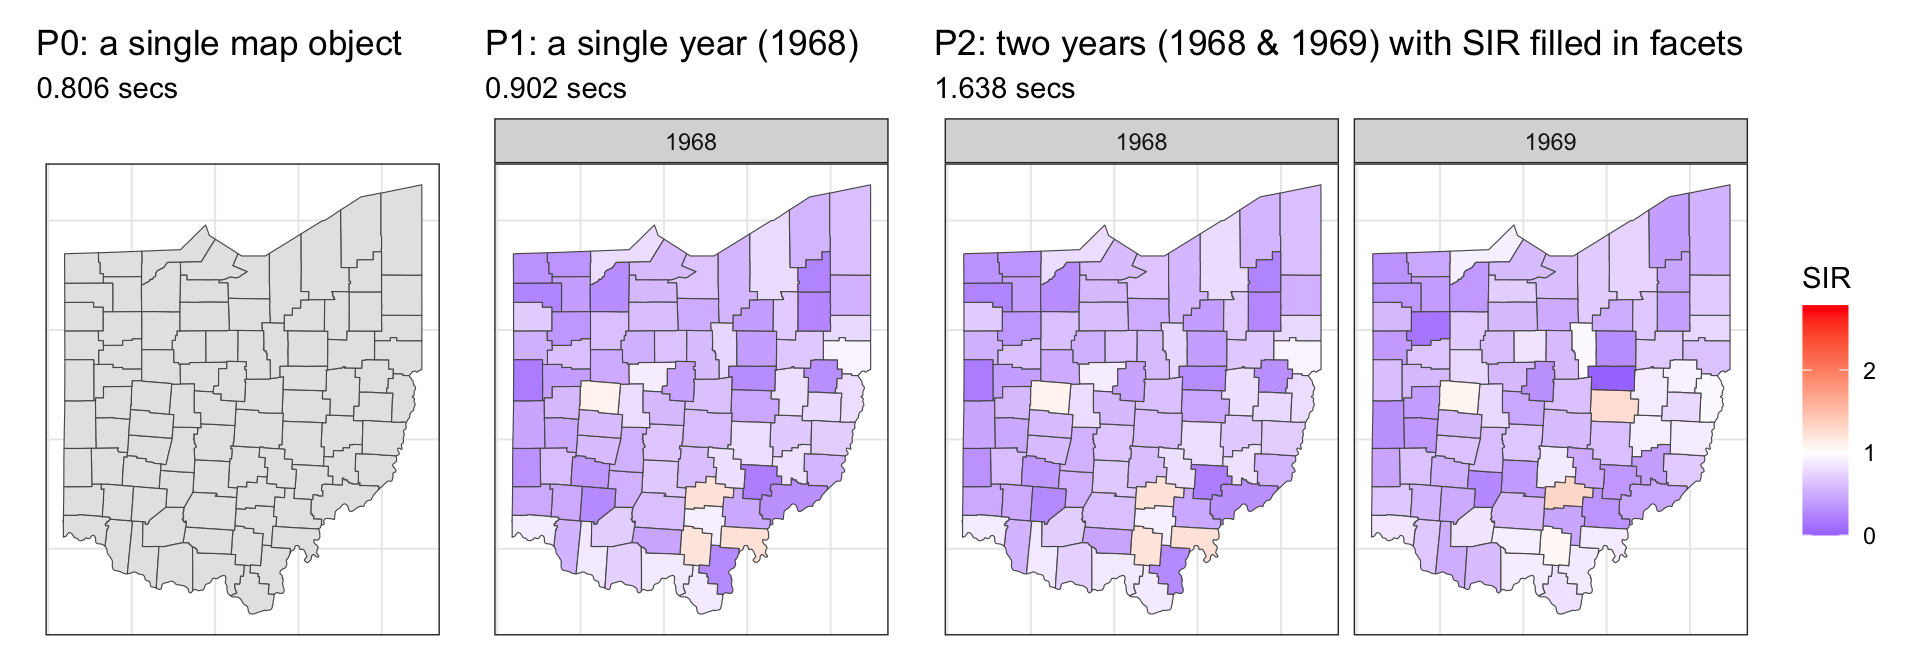 P0: a single map object
0.806 secs
P1: a single year (1968)
0.902 secs
1968
P2: two years (1968 & 1969) with SIR filled in facets
1.638 secs
1968
1969
SIR
2
1
0